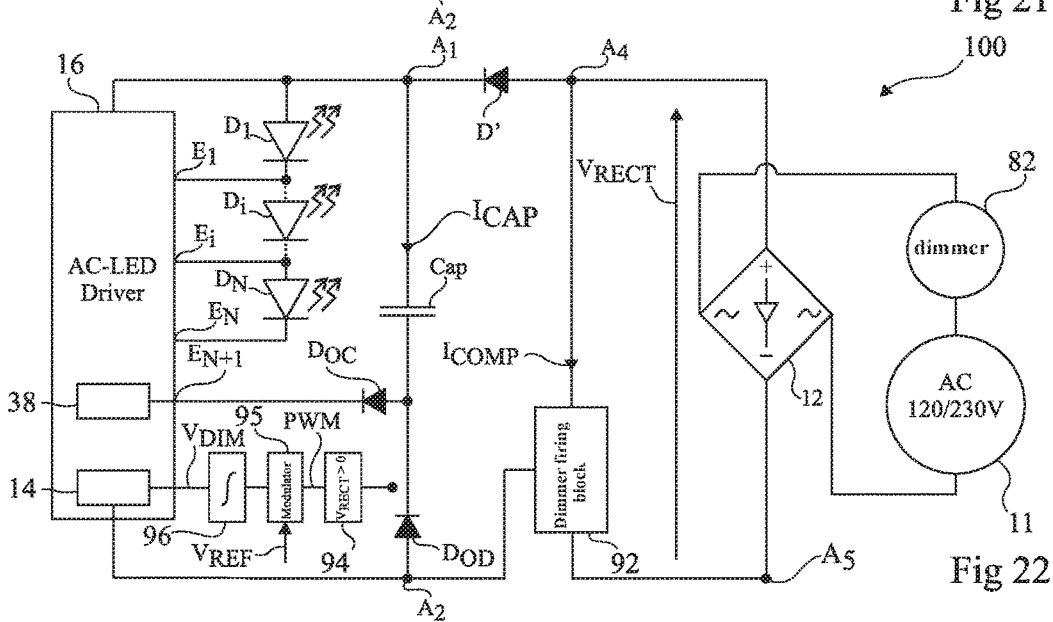 Fig 21
A2
A1
A4
100
16
D'
D1
E1
VRECT
82
Di
ICAP
dimmer
Ei
AC-LED
Driver
Cap
DN
EN
+
-
ICOMP
EN+1
DOC
12
AC
120/230V
38
95
PWM
VDIM
14
∫
Modulator
VRECT > 0
Dimmer firing
block
96
VREF
94
DOD
92
11
A5
A2
Fig 22